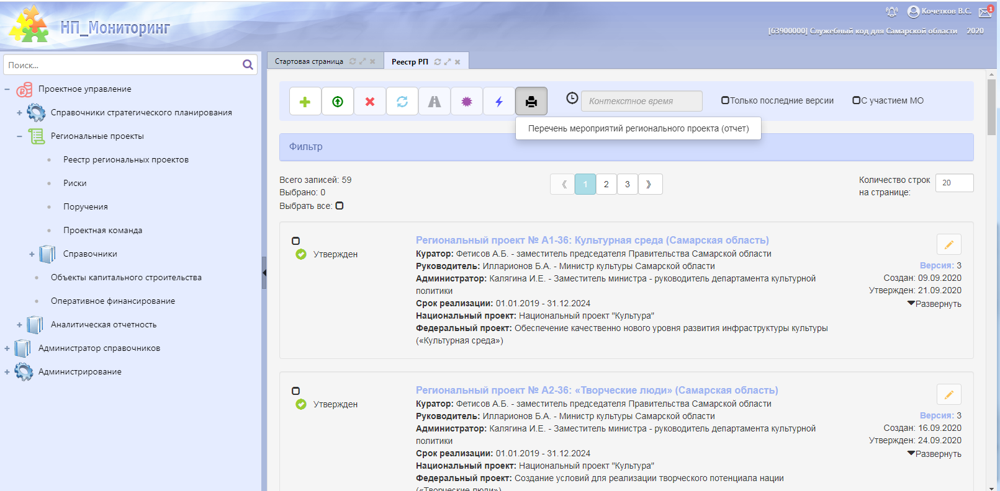 НП_Мониторинг
Кочетков В.С.
1
[63900000] Служебный код для Самарской области 2020
Поиск...
Проектное управление
Справочники стратегического планирования
Региональные проекты
Реестр региональных проектов
Риски
Поручения
Проектная команда
Справочники
Объекты капитального строительства
Оперативное финансирование
Аналитическая отчетность
Администратор справочников
Администрирование
Стартовая страница
Реестр РП
Контекстное время
Только последние версии
С участием МО
Перечень мероприятий регионального проекта (отчет)
Фильтр
Всего записей: 59
Выбрано: 0
Выбрать все:
《 1 2 3 》
Количество строк
на странице:
20
Утвержден
Региональный проект № А1-36: Культурная среда (Самарская область)
Куратор: Фетисов А.Б. - заместитель председателя Правительства Самарской области
Руководитель: Илларионов Б.А. - Министр культуры Самарской области
Администратор: Калягина И.Е. - Заместитель министра - руководитель департамента культурной
политики
Срок реализации: 01.01.2019 - 31.12.2024
Национальный проект: Национальный проект "Культура"
Федеральный проект: Обеспечение качественно нового уровня развития инфраструктуры культуры
(«Культурная среда»)
Версия: 3
Создан: 09.09.2020
Утвержден: 21.09.2020
Развернуть
Утвержден
Региональный проект № А2-36: «Творческие люди» (Самарская область)
Куратор: Фетисов А.Б. - заместитель председателя Правительства Самарской области
Руководитель: Илларионов Б.А. - Министр культуры Самарской области
Администратор: Калягина И.Е. - Заместитель министра - руководитель департамента культурной
политики
Срок реализации: 01.01.2019 - 31.12.2024
Национальный проект: Национальный проект "Культура"
Федеральный проект: Создание условий для реализации творческого потенциала нации
(«Творческие люди»)
Версия: 3
Создан: 16.09.2020
Утвержден: 24.09.2020
Развернуть